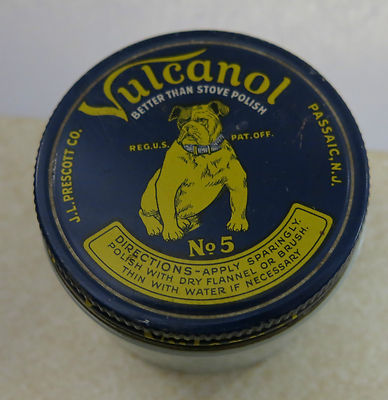 Vulcanol
BETTER THAN STOVE POLISH
J.L. PRESCOTT CO.
PASSAIC, N.J.
REG. U.S. PAT. OFF.
No 5
DIRECTIONS - APPLY SPARINGLY.
POLISH WITH DRY FLANNEL OR BRUSH.
THIN WITH WATER IF NECESSARY